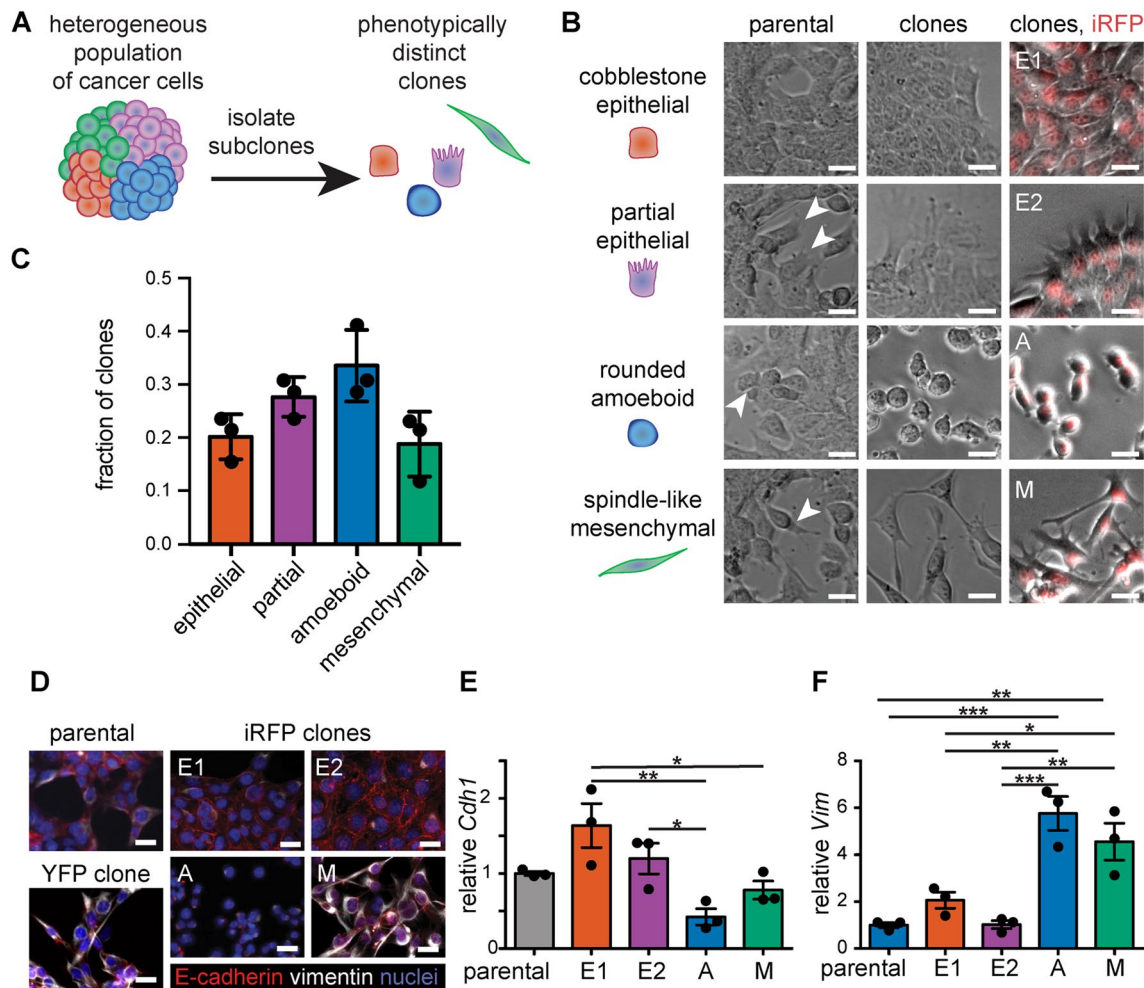 A
heterogeneous
population
of cancer cells
isolate
subclones
phenotypically
distinct
clones
B
parental
clones
clones, iRFP
cobblestone
epithelial
E1
partial
epithelial
E2
rounded
amoeboid
A
spindle-like
mesenchymal
M
C
fraction of clones
0.5
0.4
0.3
0.2
0.1
0.0
epithelial
partial
amoeboid
mesenchymal
D
parental
iRFP clones
E1
E2
YFP clone
A
M
E-cadherin vimentin nuclei
E
relative Cdh1
2
1
0
*
**
*
parental
E1
E2
A
M
F
relative Vim
8
6
4
2
0
**
***
*
**
**
***
parental
E1
E2
A
M